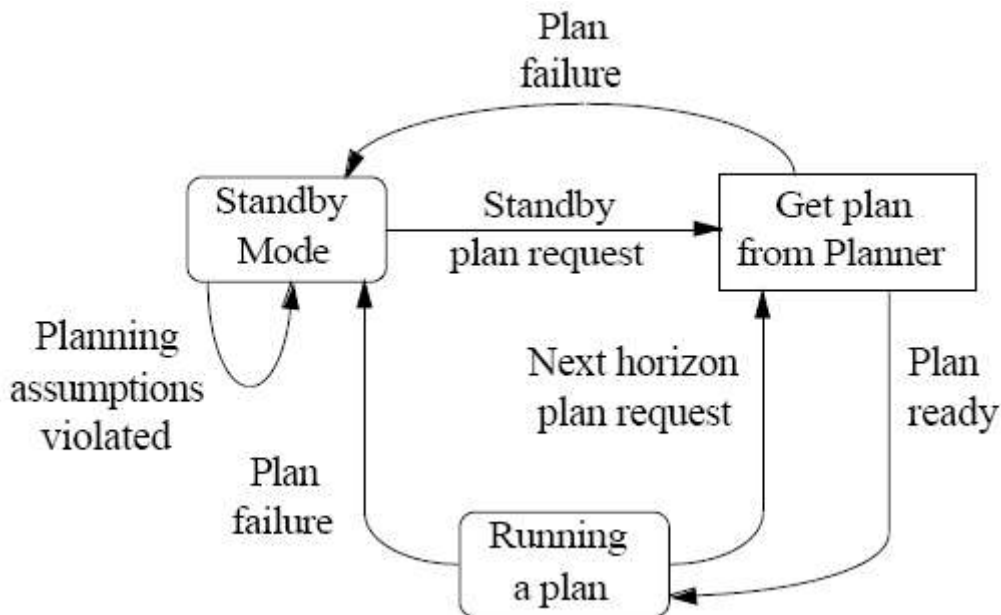 Plan
failure
Standby
Mode
Standby
plan request
Get plan
from Planner
Planning
assumptions
violated
Next horizon
plan request
Plan
ready
Plan
failure
Running
a plan